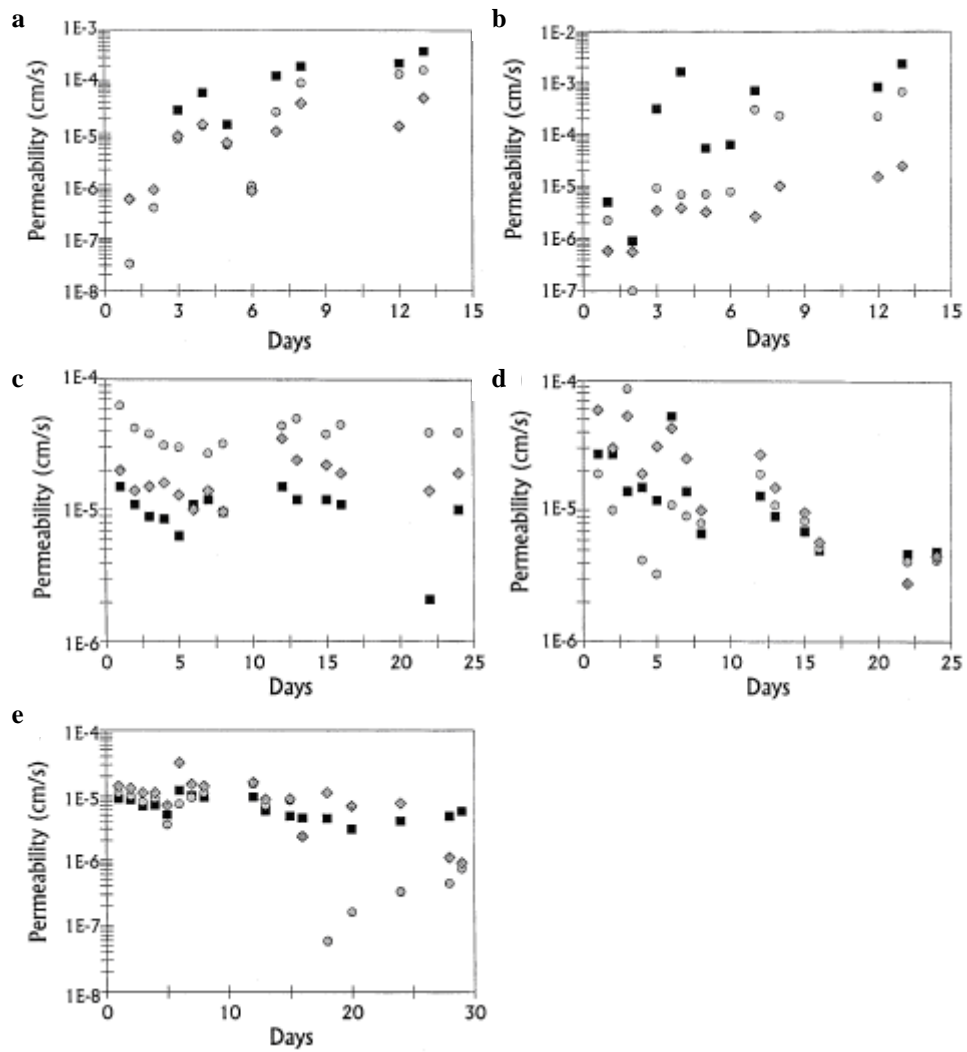 a
Permeability (cm/s)
1E-3
1E-4
1E-5
1E-6
1E-7
1E-8
0 3 6 9 12 15
Days
b
Permeability (cm/s)
1E-2
1E-3
1E-4
1E-5
1E-6
1E-7
0 3 6 9 12 15
Days
c
Permeability (cm/s)
1E-4
1E-5
1E-6
0 5 10 15 20 25
Days
d
Permeability (cm/s)
1E-4
1E-5
1E-6
0 5 10 15 20 25
Days
e
Permeability (cm/s)
1E-4
1E-5
1E-6
1E-7
1E-8
0 10 20 30
Days